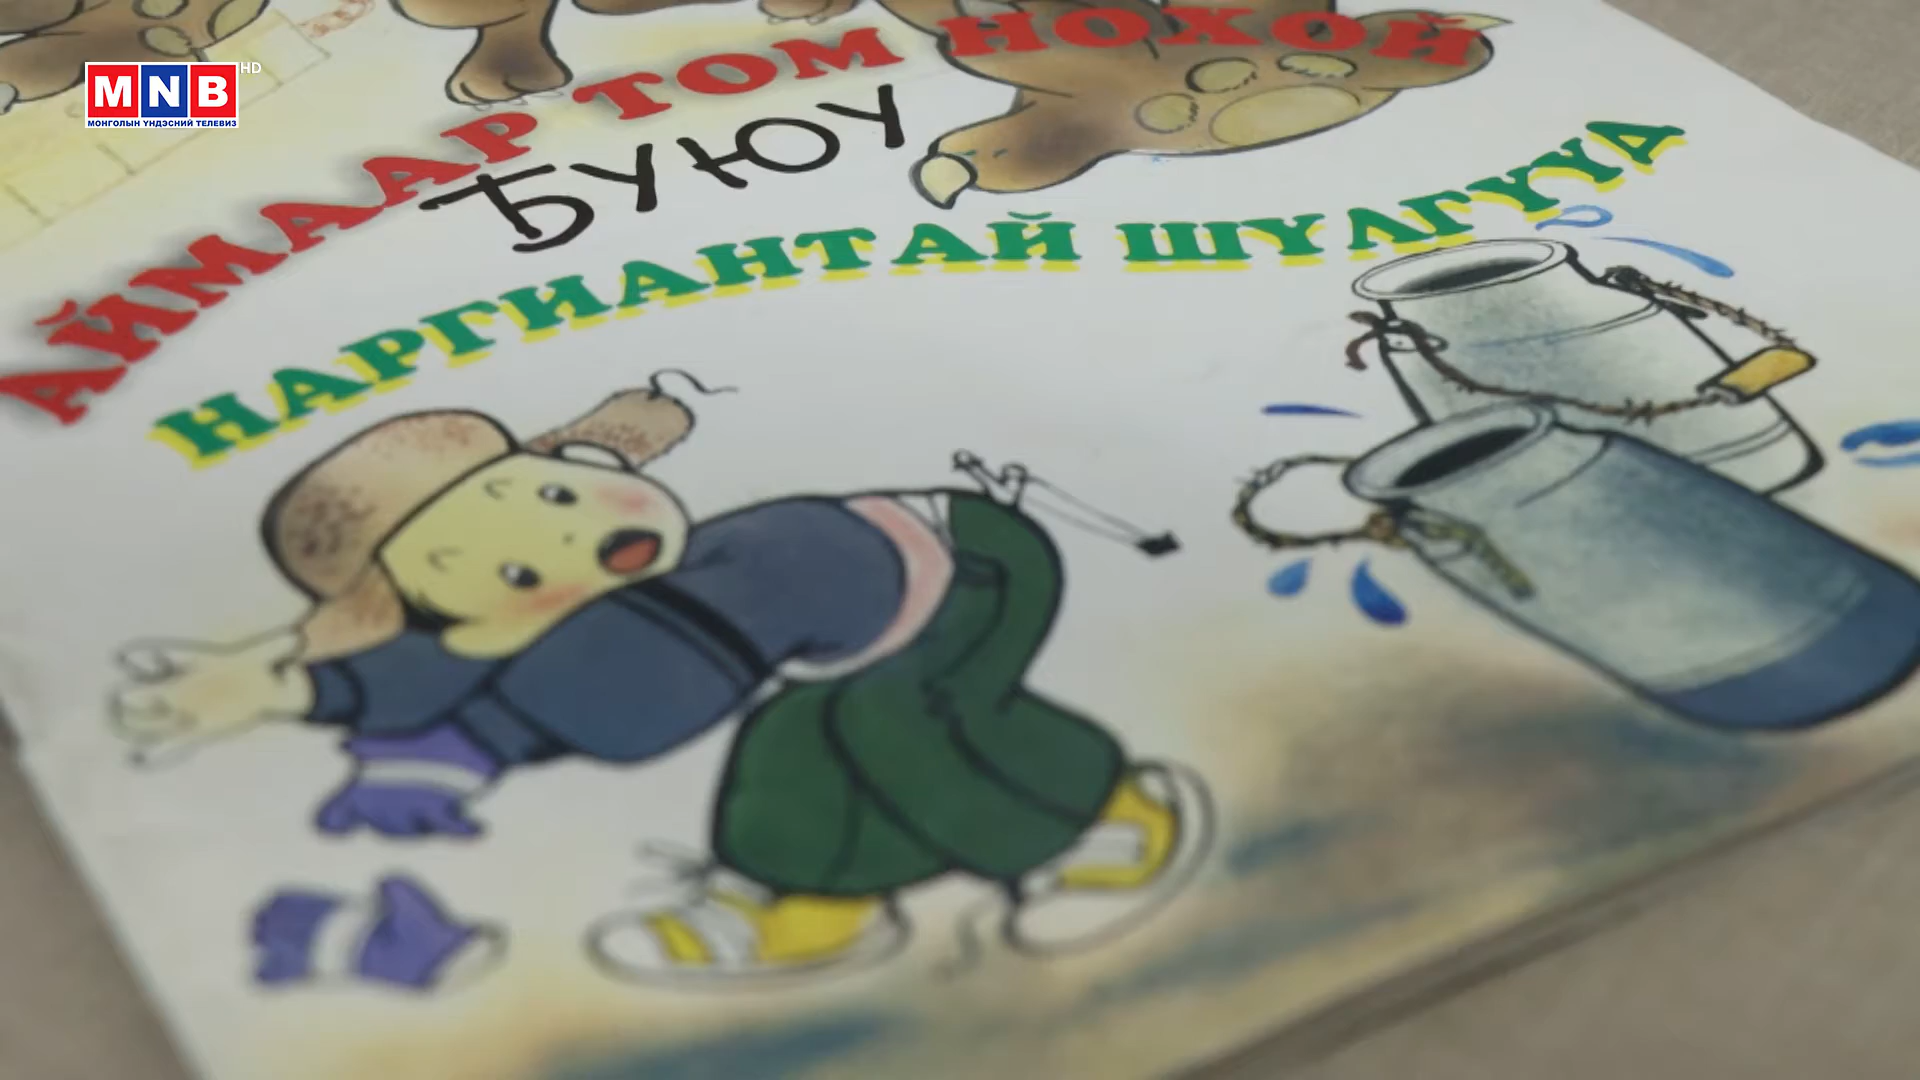 MNB HD
МОНГОЛЫН ҮНДЭСНИЙ ТЕЛЕВИЗ
АЙМААР ТОМ НОХОЙ
БУЮУ
НАРГИАНТАЙ ШҮЛГҮҮД